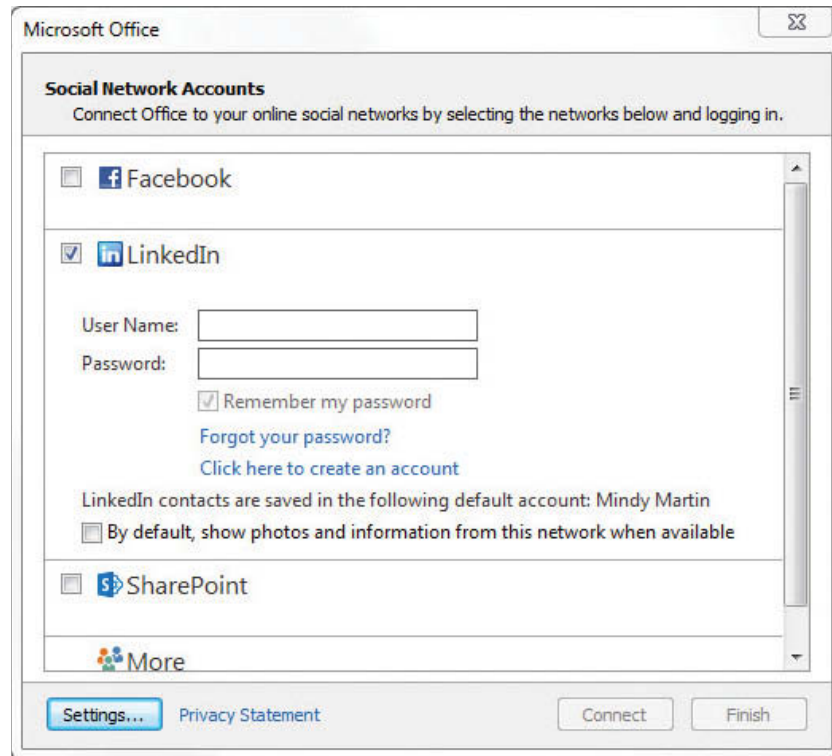 Microsoft Office
Social Network Accounts
Connect Office to your online social networks by selecting the networks below and logging in.
Facebook
LinkedIn
User Name:
Password:
Remember my password
Forgot your password?
Click here to create an account
LinkedIn contacts are saved in the following default account: Mindy Martin
By default, show photos and information from this network when available
SharePoint
More
Settings... Privacy Statement Connect Finish